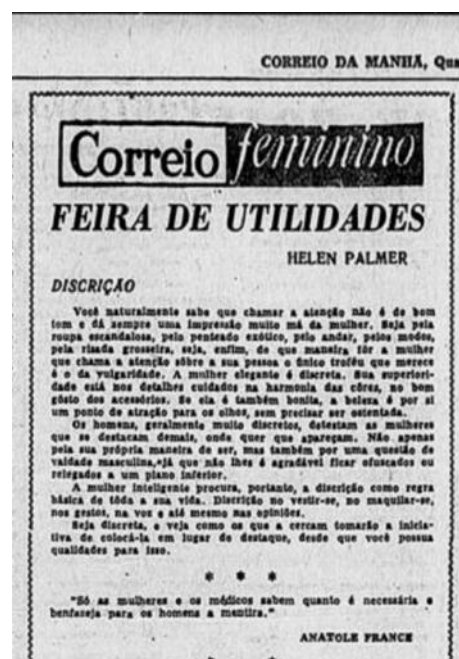 CORREIO DA MANHÃ, Qua
Correio feminino
FEIRA DE UTILIDADES
HELEN PALMER
DISCRIÇÃO
Você naturalmente sabe que chamar a atenção não é de bom
tom e dá sempre uma impressão muito má da mulher. Seja pela
roupa escandalosa, pelo penteado exótico, pelo andar, pelos modos,
pela risada grosseira, seja, enfim, de que maneira fôr a mulher
que chama a atenção sôbre a sua pessoa o único troféu que merece
é o da vulgaridade. A mulher elegante é discreta. Sua superiori-
dade está nos detalhes cuidados na harmonia das côres, no bom
gôsto dos acessórios. Se ela é também bonita, a beleza é por si
um ponto de atração para os olhos, sem precisar ser ostentada.
Os homens, geralmente muito discretos, detestam as mulheres
que se destacam demais, onde quer que apareçam. Não apenas
pela sua própria maneira de ser, mas também por uma questão de
vaidade masculina, já que não lhes é agradável ficar ofuscados ou
relegados a um plano inferior.
A mulher inteligente procura, portanto, a discrição como regra
básica de tôda a sua vida. Discrição no vestir-se, no maquilar-se,
nos gestos, na voz e até mesmo nas opiniões.
Seja discreta, e veja como os que a cercam tomarão a inicia-
tiva de colocá-la em lugar de destaque, desde que você possua
qualidades para isso.
* * *
"Só as mulheres e os médicos sabem quanto é necessária e
benfazeja para os homens a mentira."
ANATOLE FRANCE